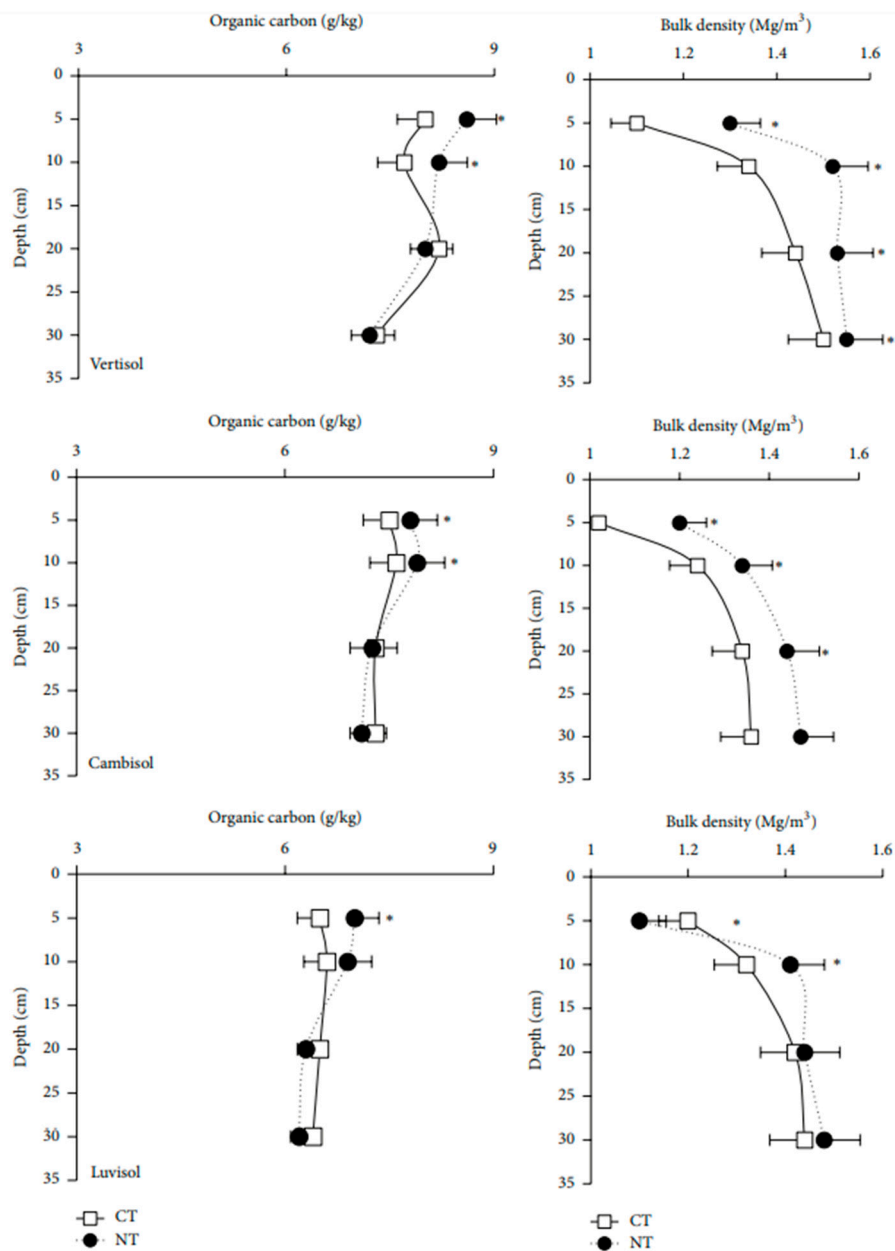 Organic carbon (g/kg)
3 6 9
0
5
10
15
20
25
30
35
Depth (cm)
*
*
Vertisol
Bulk density (Mg/m³)
1 1.2 1.4 1.6
0
5
10
15
20
25
30
35
Depth (cm)
*
*
*
*
Organic carbon (g/kg)
3 6 9
0
5
10
15
20
25
30
35
Depth (cm)
*
*
Cambisol
Bulk density (Mg/m³)
1 1.2 1.4 1.6
0
5
10
15
20
25
30
35
Depth (cm)
*
*
*
Organic carbon (g/kg)
3 6 9
0
5
10
15
20
25
30
35
Depth (cm)
*
Luvisol
CT
NT
Bulk density (Mg/m³)
1 1.2 1.4 1.6
0
5
10
15
20
25
30
35
Depth (cm)
*
*
CT
NT